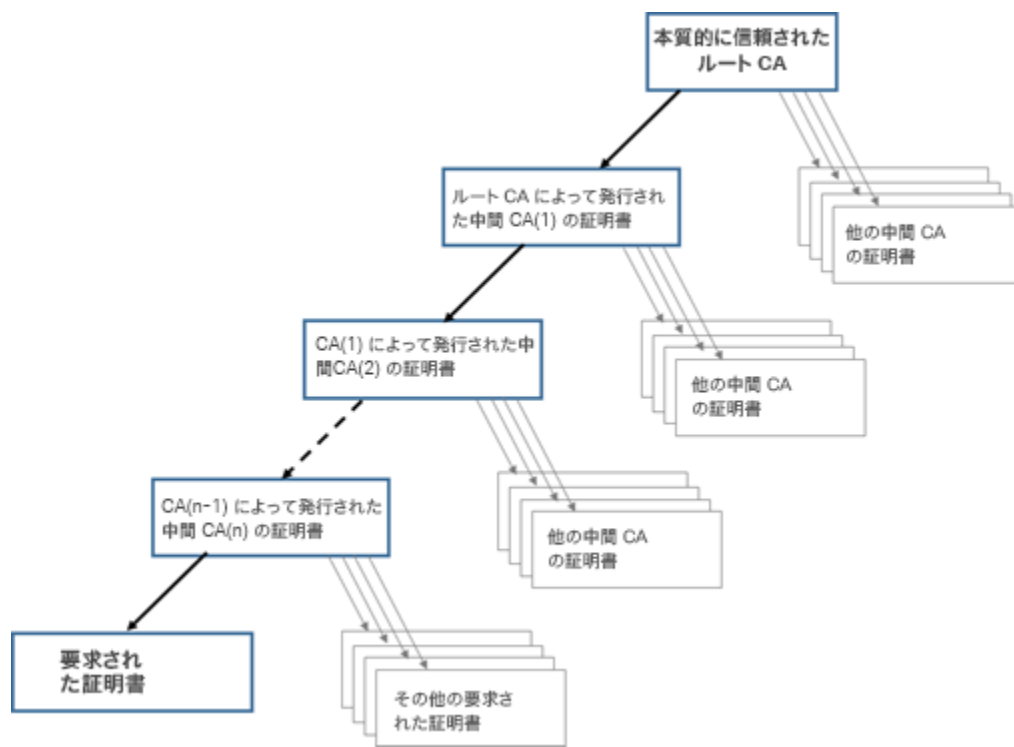 本質的に信頼された
ルート CA
ルート CA によって発行され
た中間 CA(1) の証明書
他の中間 CA
の証明書
CA(1) によって発行された中
間CA(2) の証明書
他の中間 CA
の証明書
CA(n-1) によって発行された
中間 CA(n) の証明書
他の中間 CA
の証明書
要求され
た証明書
その他の要求さ
れた証明書